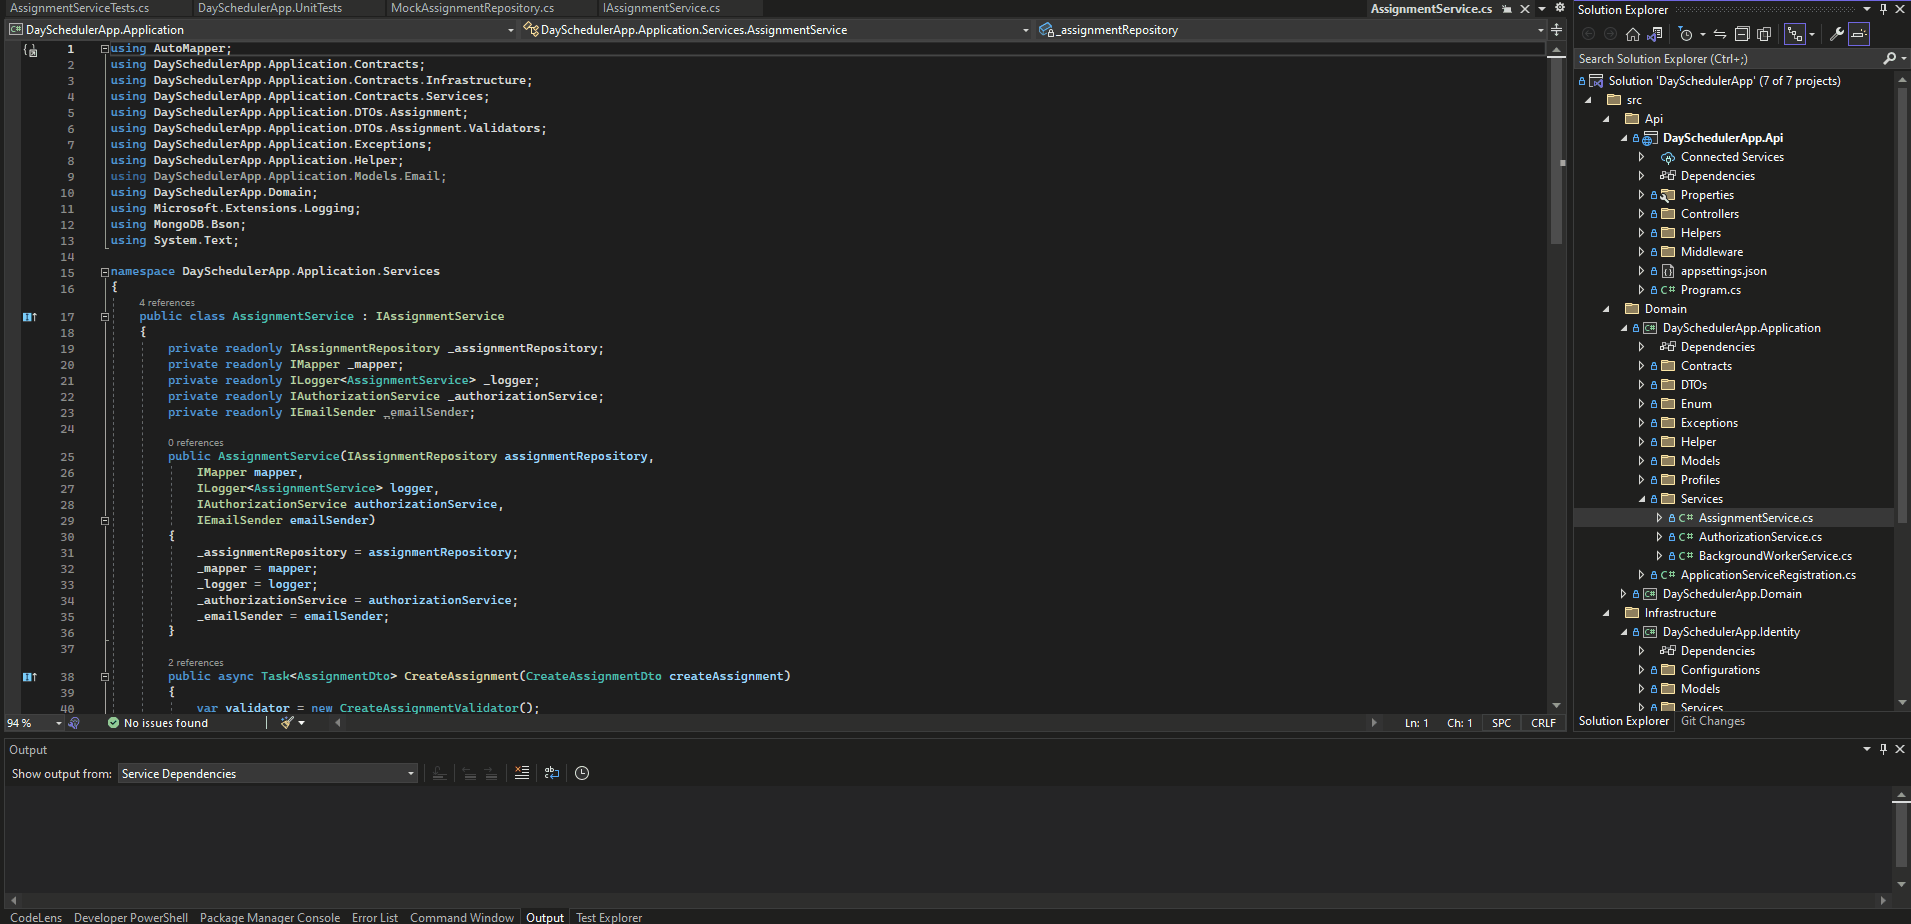 AssignmentServiceTests.cs DaySchedulerApp.UnitTests MockAssignmentRepository.cs IAssignmentService.cs AssignmentService.cs
DaySchedulerApp.Application DaySchedulerApp.Application.Services.AssignmentService _assignmentRepository
1 using AutoMapper;
2 using DaySchedulerApp.Application.Contracts;
3 using DaySchedulerApp.Application.Contracts.Infrastructure;
4 using DaySchedulerApp.Application.Contracts.Services;
5 using DaySchedulerApp.Application.DTOs.Assignment;
6 using DaySchedulerApp.Application.DTOs.Assignment.Validators;
7 using DaySchedulerApp.Application.Exceptions;
8 using DaySchedulerApp.Application.Helper;
9 using DaySchedulerApp.Application.Models.Email;
10 using DaySchedulerApp.Domain;
11 using Microsoft.Extensions.Logging;
12 using MongoDB.Bson;
13 using System.Text;
14
15 namespace DaySchedulerApp.Application.Services
16 {
4 references
17 public class AssignmentService : IAssignmentService
18 {
19 private readonly IAssignmentRepository _assignmentRepository;
20 private readonly IMapper _mapper;
21 private readonly ILogger<AssignmentService> _logger;
22 private readonly IAuthorizationService _authorizationService;
23 private readonly IEmailSender _emailSender;
24
0 references
25 public AssignmentService(IAssignmentRepository assignmentRepository,
26 IMapper mapper,
27 ILogger<AssignmentService> logger,
28 IAuthorizationService authorizationService,
29 IEmailSender emailSender)
30 {
31 _assignmentRepository = assignmentRepository;
32 _mapper = mapper;
33 _logger = logger;
34 _authorizationService = authorizationService;
35 _emailSender = emailSender;
36 }
37
2 references
38 public async Task<AssignmentDto> CreateAssignment(CreateAssignmentDto createAssignment)
39 {
40 var validator = new CreateAssignmentValidator();
94 % No issues found Ln: 1 Ch: 1 SPC CRLF
Solution Explorer
Search Solution Explorer (Ctrl+;)
Solution 'DaySchedulerApp' (7 of 7 projects)
src
Api
DaySchedulerApp.Api
Connected Services
Dependencies
Properties
Controllers
Helpers
Middleware
appsettings.json
C# Program.cs
Domain
C# DaySchedulerApp.Application
Dependencies
Contracts
DTOs
Enum
Exceptions
Helper
Models
Profiles
Services
C# AssignmentService.cs
C# AuthorizationService.cs
C# BackgroundWorkerService.cs
C# ApplicationServiceRegistration.cs
C# DaySchedulerApp.Domain
Infrastructure
C# DaySchedulerApp.Identity
Dependencies
Configurations
Models
Services
Solution Explorer Git Changes
Output
Show output from: Service Dependencies
CodeLens Developer PowerShell Package Manager Console Error List Command Window Output Test Explorer